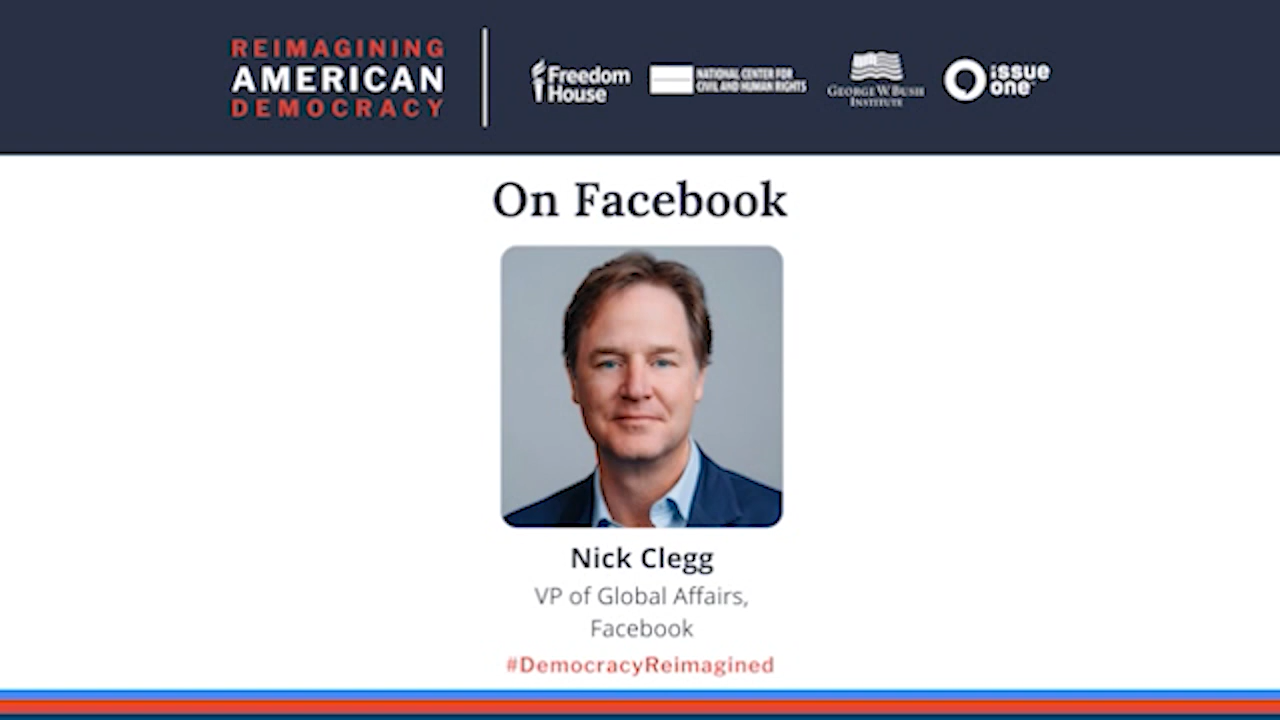 REIMAGINING
AMERICAN
DEMOCRACY
Freedom
House
NATIONAL CENTER FOR
CIVIL AND HUMAN RIGHTS
GEORGE W. BUSH
INSTITUTE
issue
one
On Facebook
Nick Clegg
VP of Global Affairs,
Facebook
#DemocracyReimagined